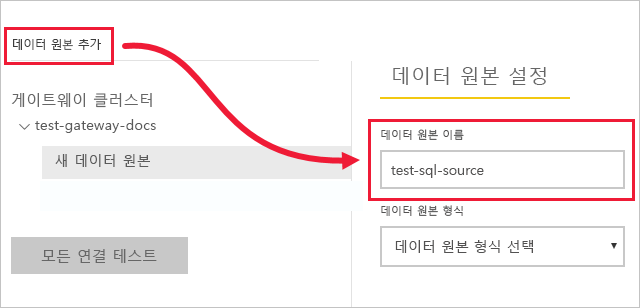 데이터 원본 추가
게이트웨이 클러스터
test-gateway-docs
새 데이터 원본
모든 연결 테스트
데이터 원본 설정
데이터 원본 이름
test-sql-source
데이터 원본 형식
데이터 원본 형식 선택